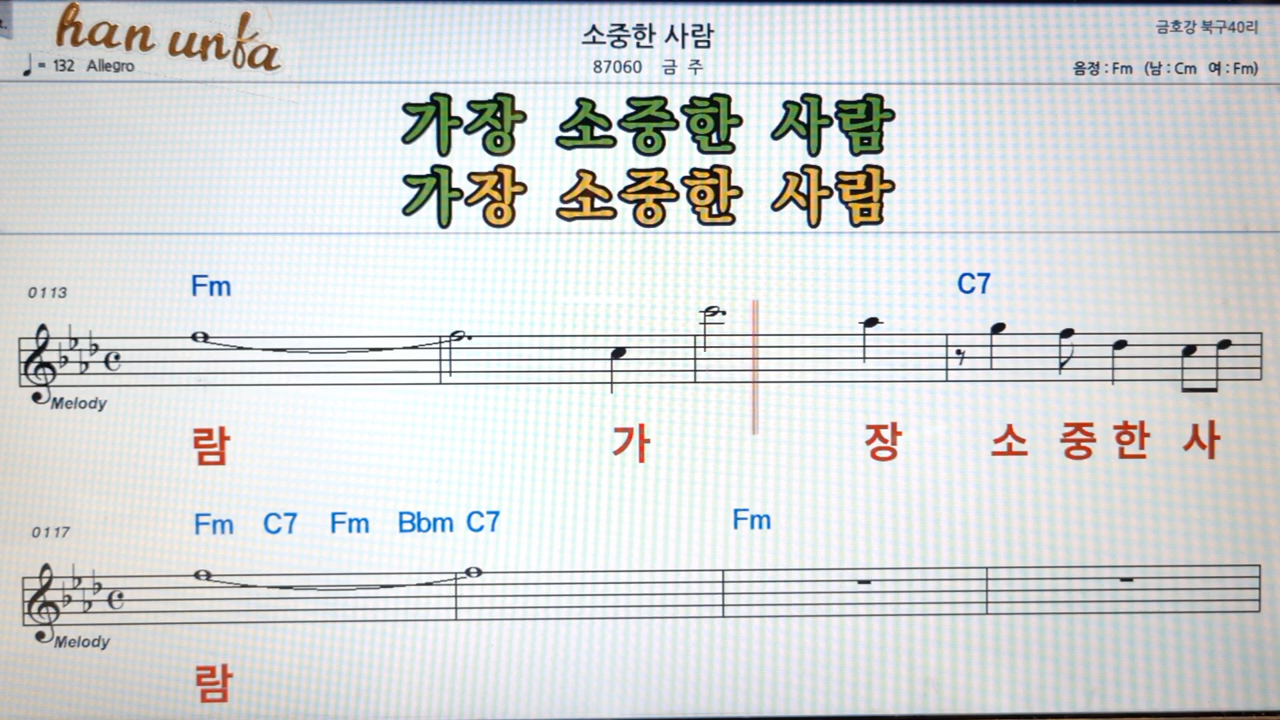 han unfa
소중한 사람
금호강 북구40리
♩= 132 Allegro
87060 금 주
음정 : Fm (남 : Cm 여 : Fm)
가장 소중한 사람
가장 소중한 사람
0113 Fm C7
Melody
람 가 장 소 중 한 사
0117 Fm C7 Fm Bbm C7 Fm
Melody
람